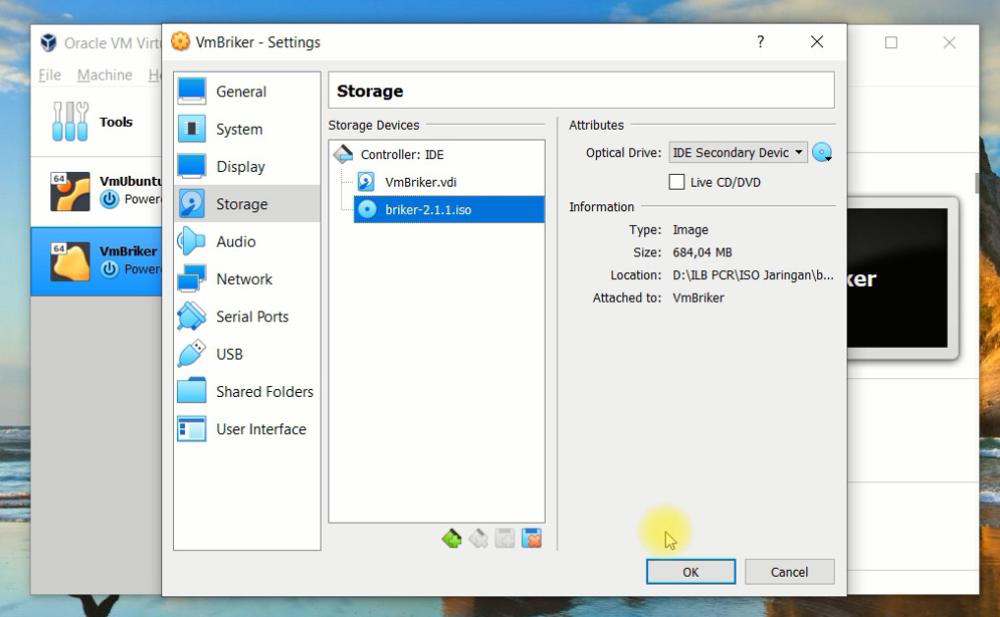 Oracle VM Virtu
VmBriker - Settings
?
File Machine He
Tools
64
VmUbuntu
Power
64
VmBriker
Power
General
System
Display
Storage
Audio
Network
Serial Ports
USB
Shared Folders
User Interface
Storage
Storage Devices
Controller: IDE
VmBriker.vdi
briker-2.1.1.iso
Attributes
Optical Drive: IDE Secondary Devic
Live CD/DVD
Information
Type: Image
Size: 684,04 MB
Location: D:\ILB PCR\ISO Jaringan\b...
Attached to: VmBriker
ker
OK Cancel